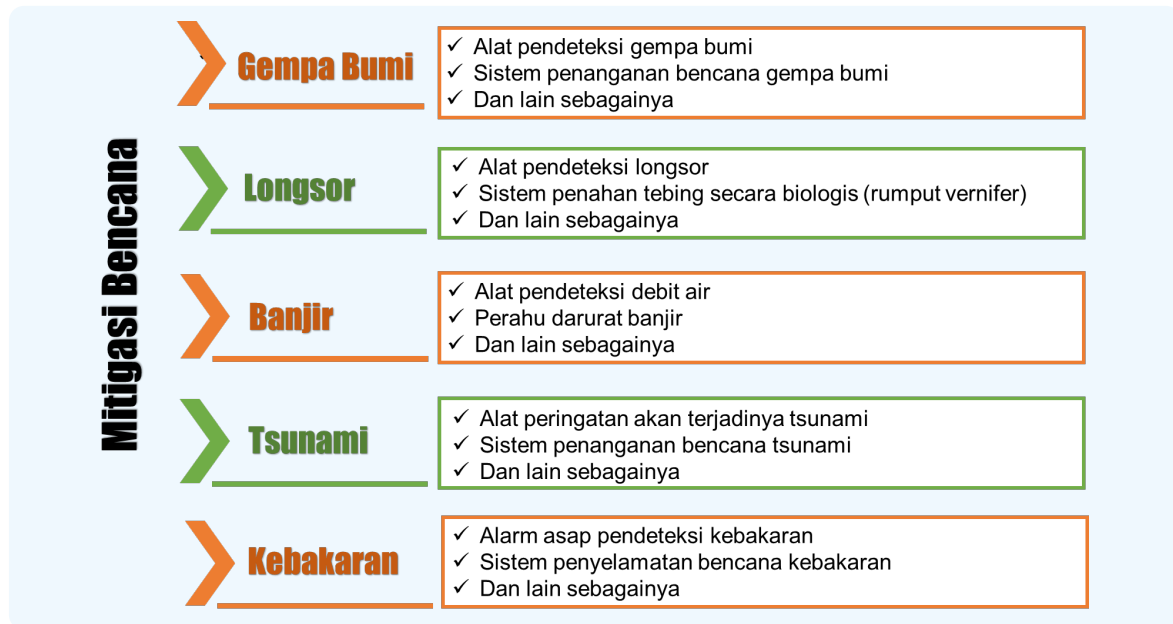 Mitigasi Bencana
Gempa Bumi
✓ Alat pendeteksi gempa bumi
✓ Sistem penanganan bencana gempa bumi
✓ Dan lain sebagainya
Longsor
✓ Alat pendeteksi longsor
✓ Sistem penahan tebing secara biologis (rumput vernifer)
✓ Dan lain sebagainya
Banjir
✓ Alat pendeteksi debit air
✓ Perahu darurat banjir
✓ Dan lain sebagainya
Tsunami
✓ Alat peringatan akan terjadinya tsunami
✓ Sistem penanganan bencana tsunami
✓ Dan lain sebagainya
Kebakaran
✓ Alarm asap pendeteksi kebakaran
✓ Sistem penyelamatan bencana kebakaran
✓ Dan lain sebagainya